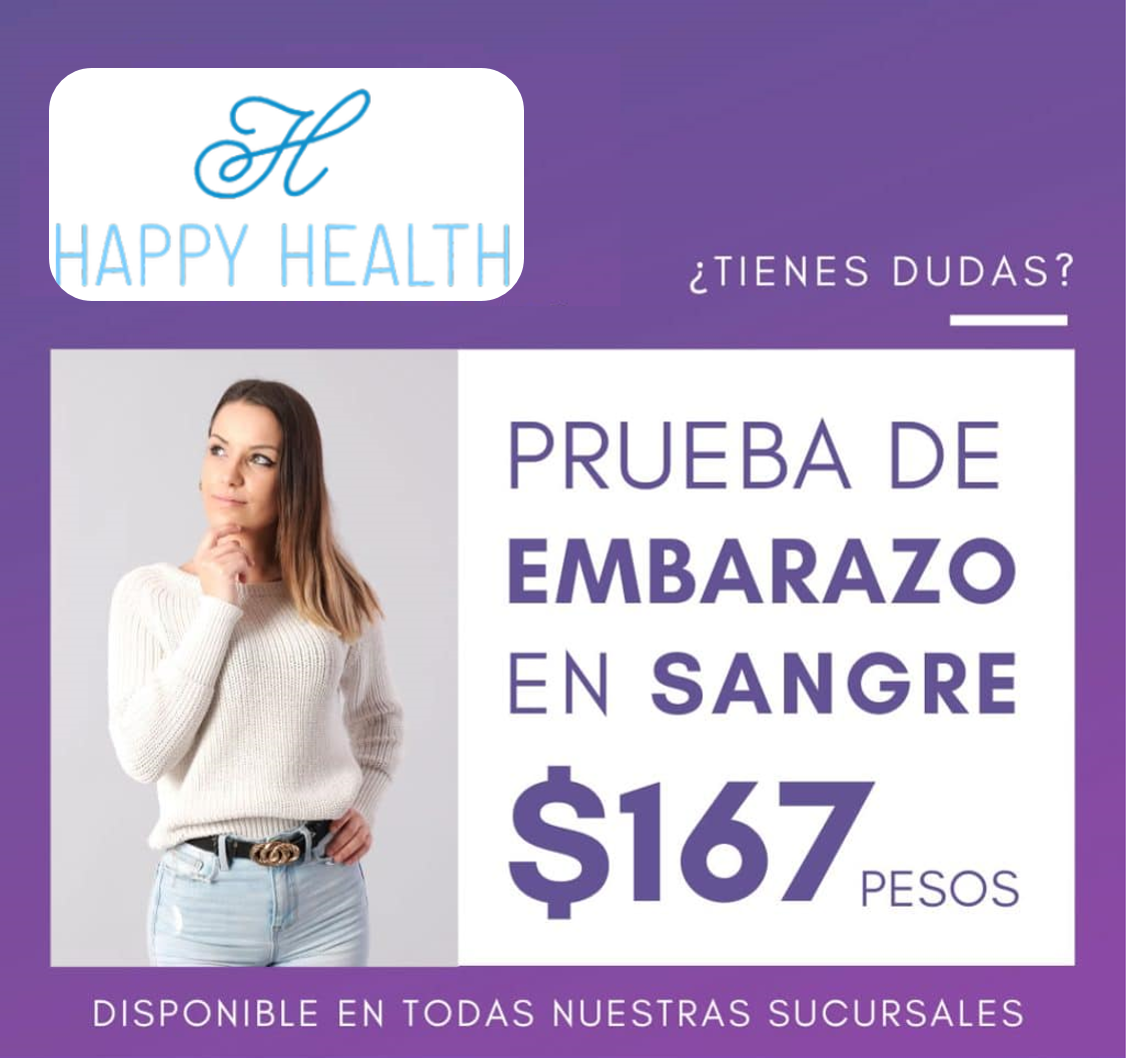 H
HAPPY HEALTH
¿TIENES DUDAS?
PRUEBA DE
EMBARAZO
EN SANGRE
$167 PESOS
DISPONIBLE EN TODAS NUESTRAS SUCURSALES